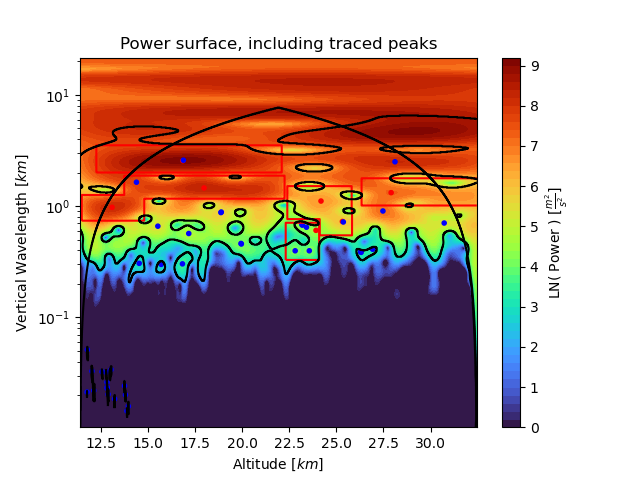 Power surface, including traced peaks
Vertical Wavelength [km]
10¹
10⁰
10⁻¹
12.5 15.0 17.5 20.0 22.5 25.0 27.5 30.0
Altitude [km]
9
8
7
6
5
4
3
2
1
0
LN( Power ) [m²/s²]